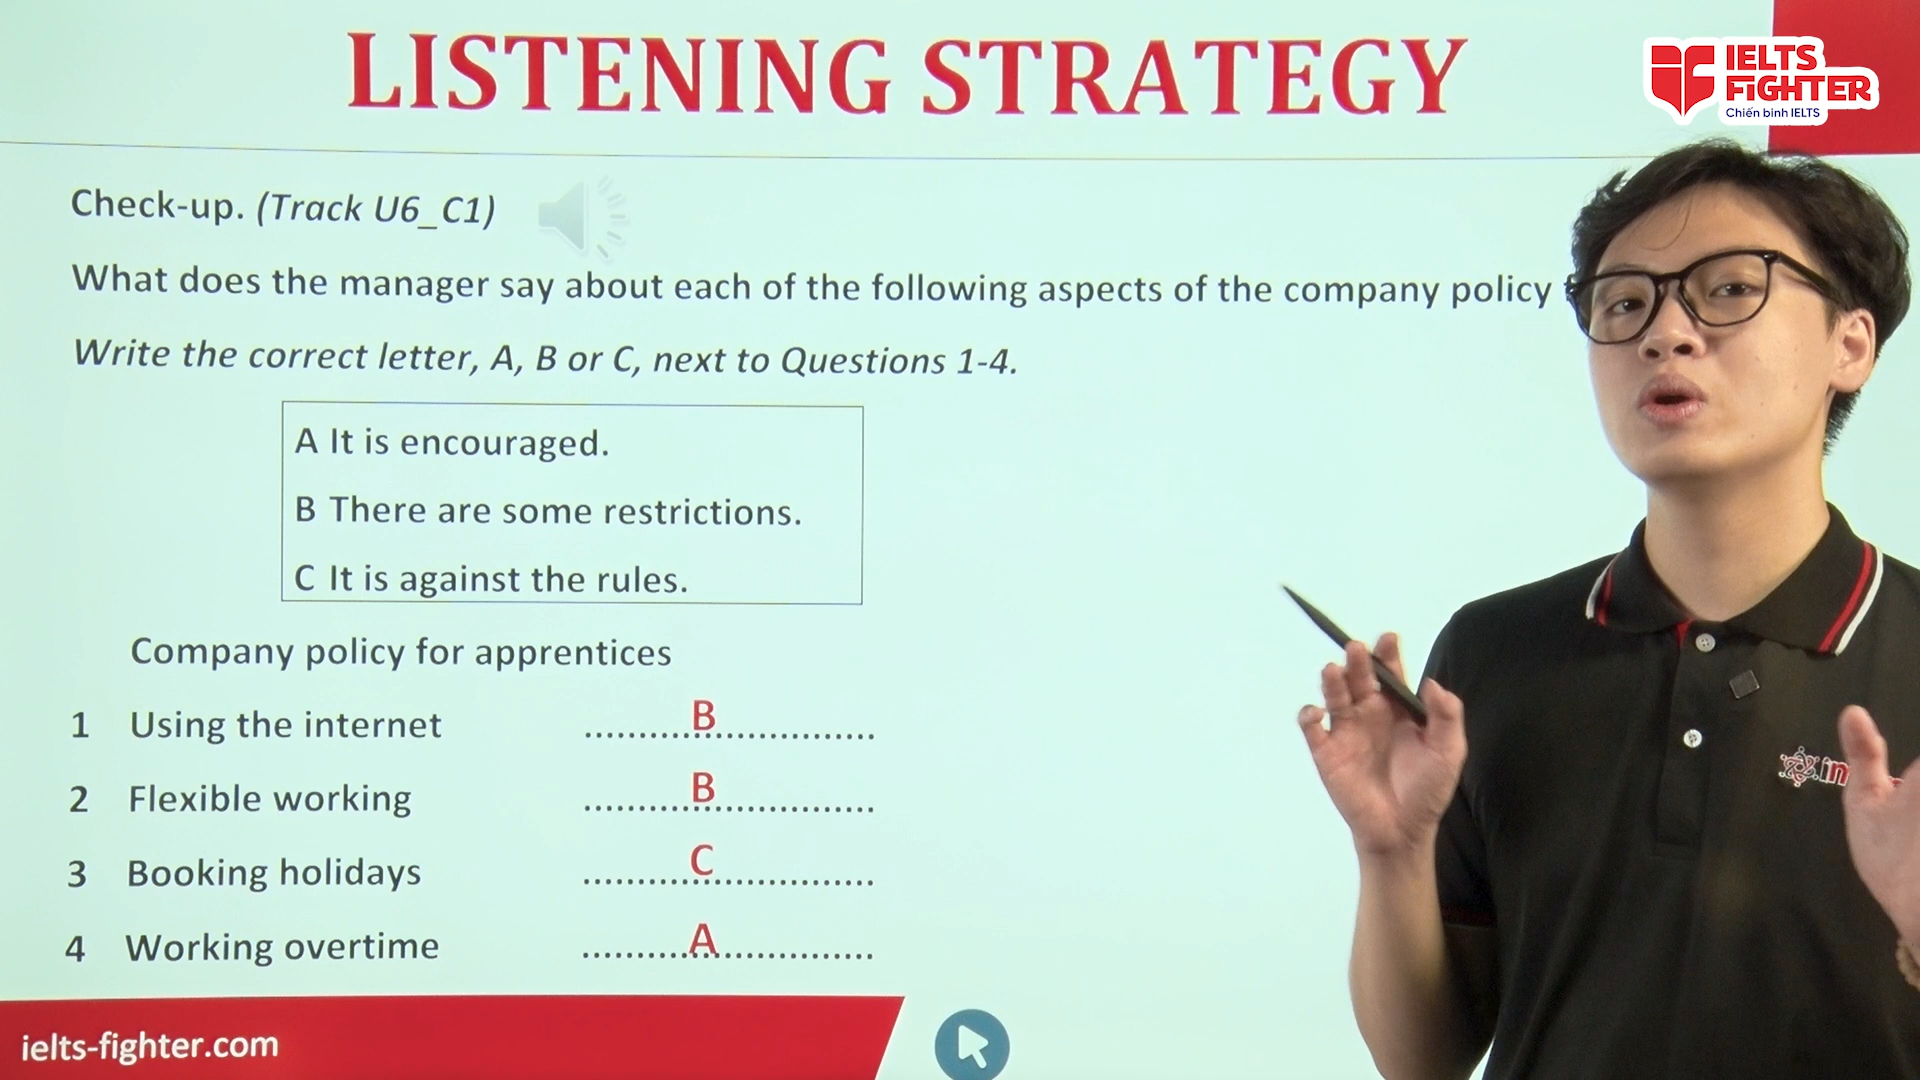 LISTENING STRATEGY
IELTS
FIGHTER
Chiến binh IELTS
Check-up. (Track U6_C1)
What does the manager say about each of the following aspects of the company policy
Write the correct letter, A, B or C, next to Questions 1-4.
A It is encouraged.
B There are some restrictions.
C It is against the rules.
Company policy for apprentices
1 Using the internet ..........B..........
2 Flexible working ..........B..........
3 Booking holidays ..........C..........
4 Working overtime ..........A..........
ielts-fighter.com